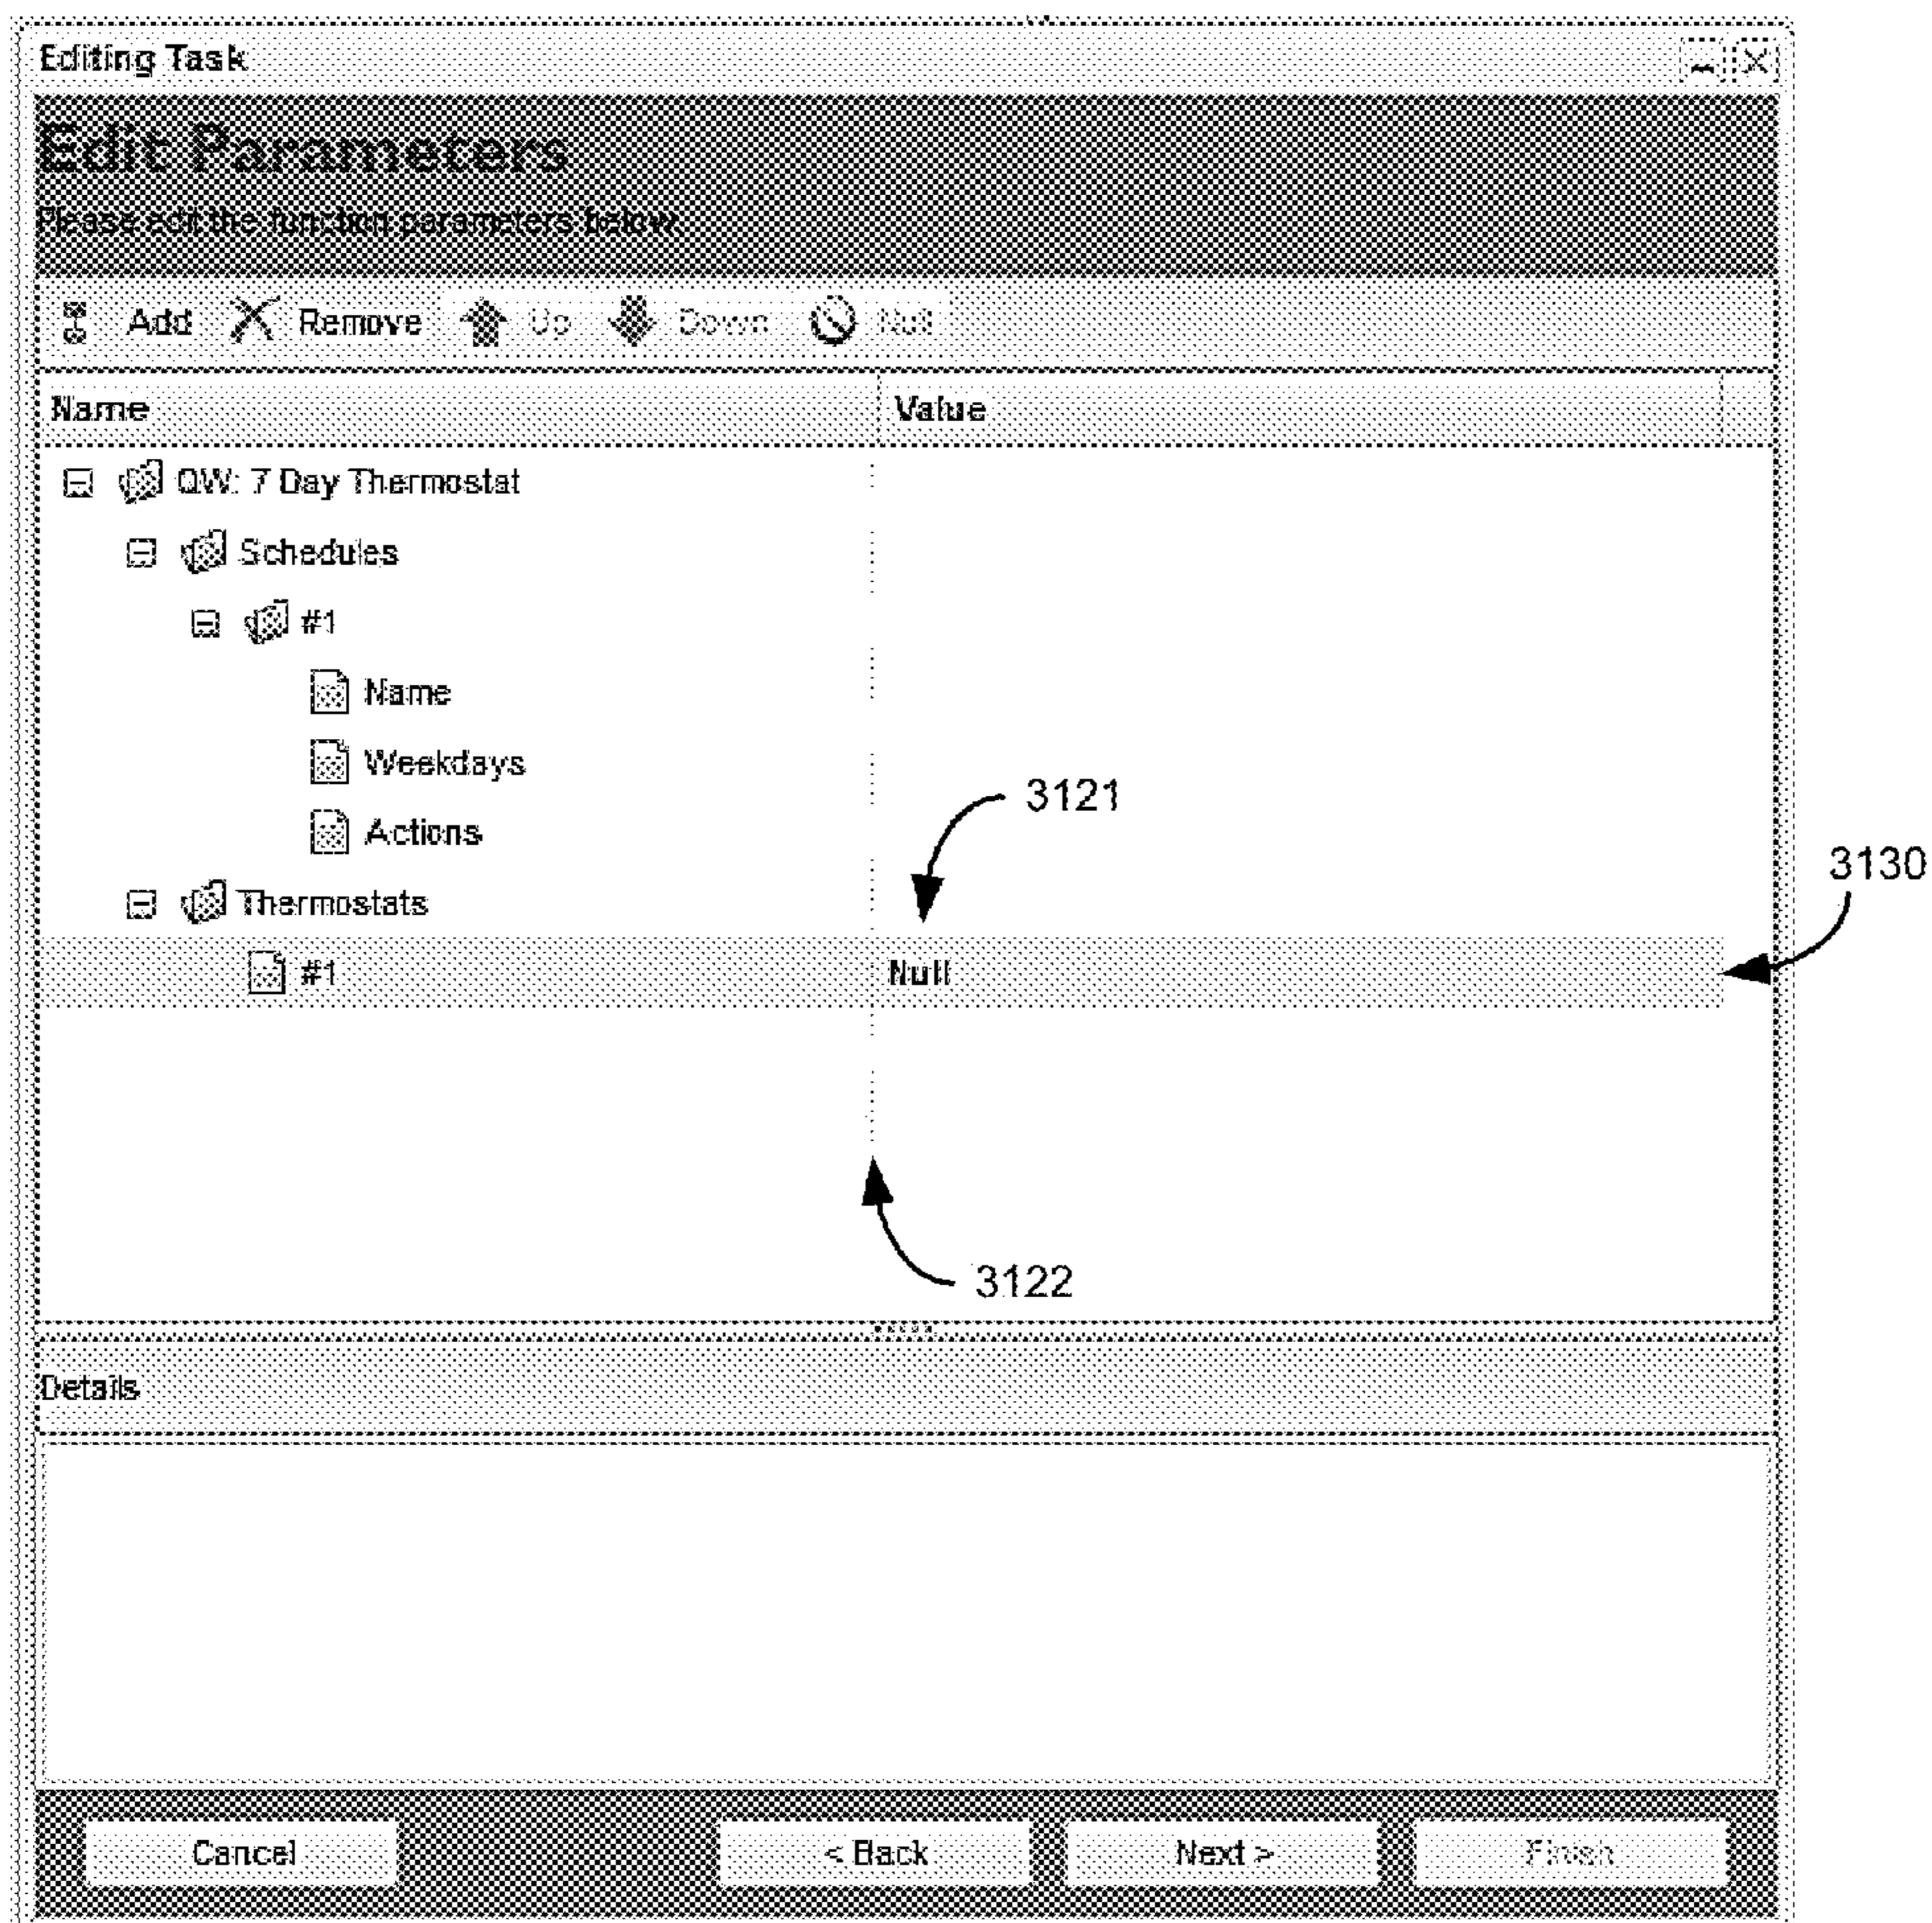 Editing Task
Edit Parameters
Please edit the function parameters below.
Add Remove Up Down Null
Name Value
QW: 7 Day Thermostat
Schedules
#1
Name
Weekdays
Actions
3121
3130
Thermostats
#1 Null
3122
Details
Cancel < Back Next > Finish